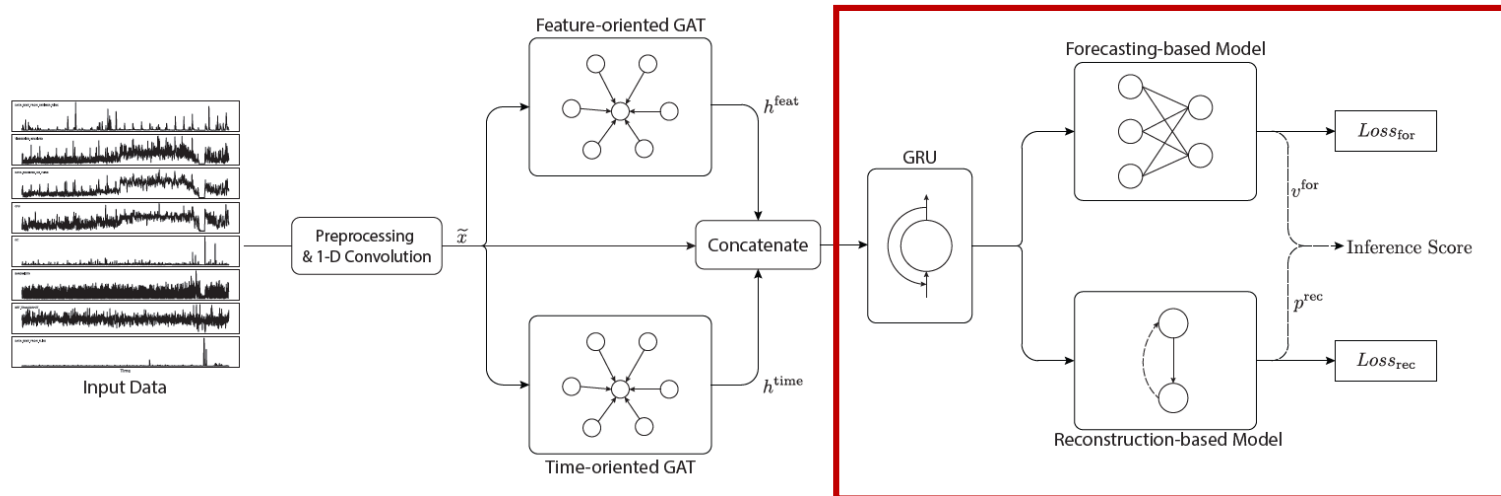 Feature-oriented GAT
Forecasting-based Model
h^feat
Loss_for
GRU
v^for
Preprocessing
& 1-D Convolution
x̃
Concatenate
Inference Score
p^rec
h^time
Loss_rec
Time
Input Data
Time-oriented GAT
Reconstruction-based Model